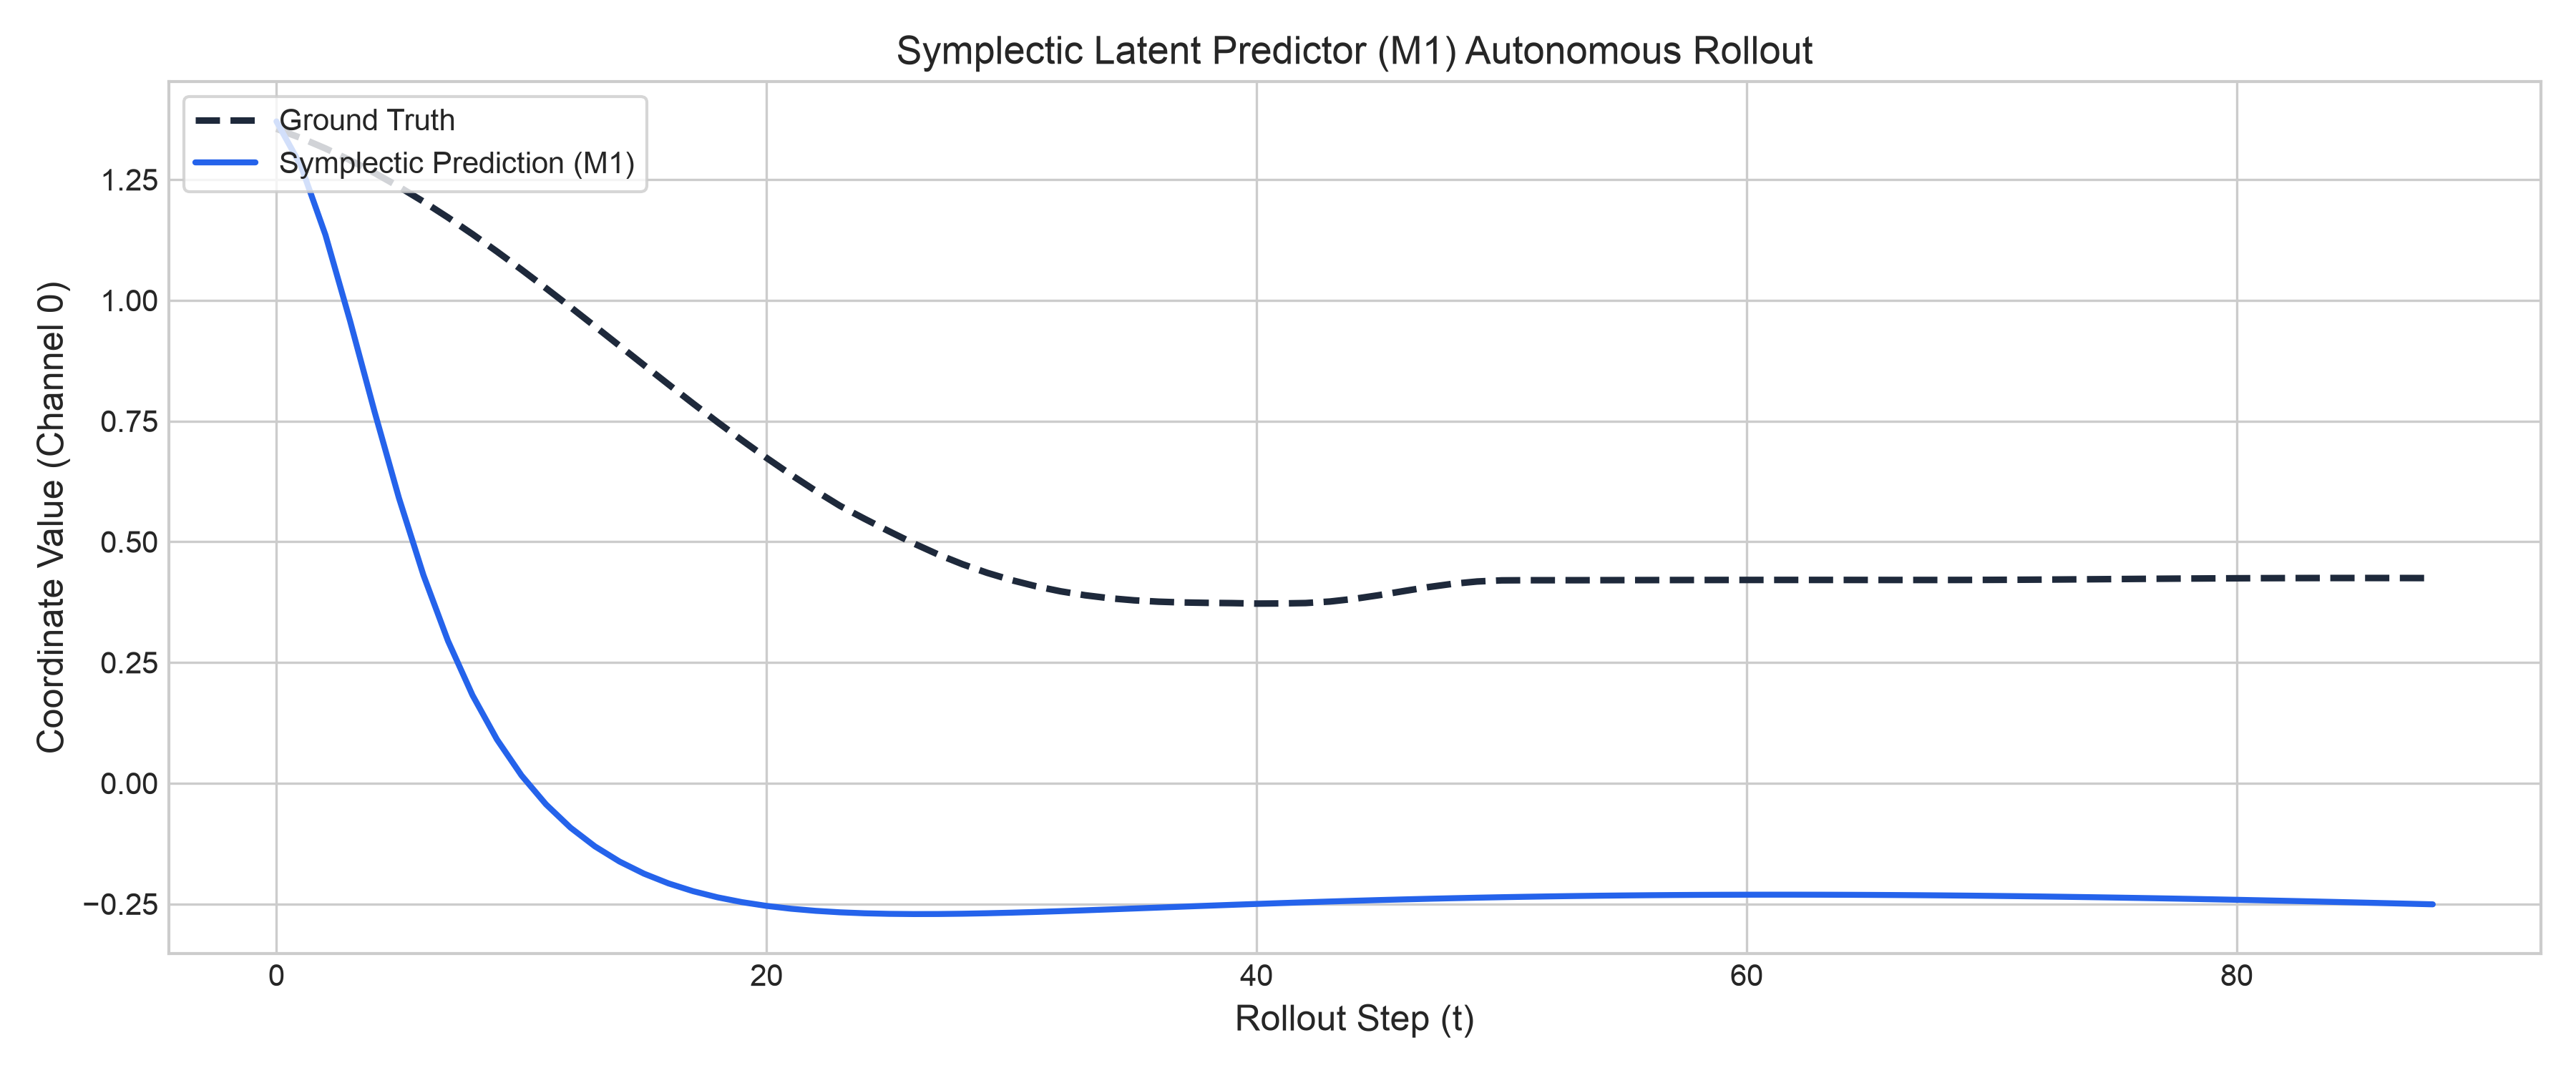 Symplectic Latent Predictor (M1) Autonomous Rollout
Ground Truth
Symplectic Prediction (M1)
Coordinate Value (Channel 0)
1.25
1.00
0.75
0.50
0.25
0.00
−0.25
0 20 40 60 80
Rollout Step (t)